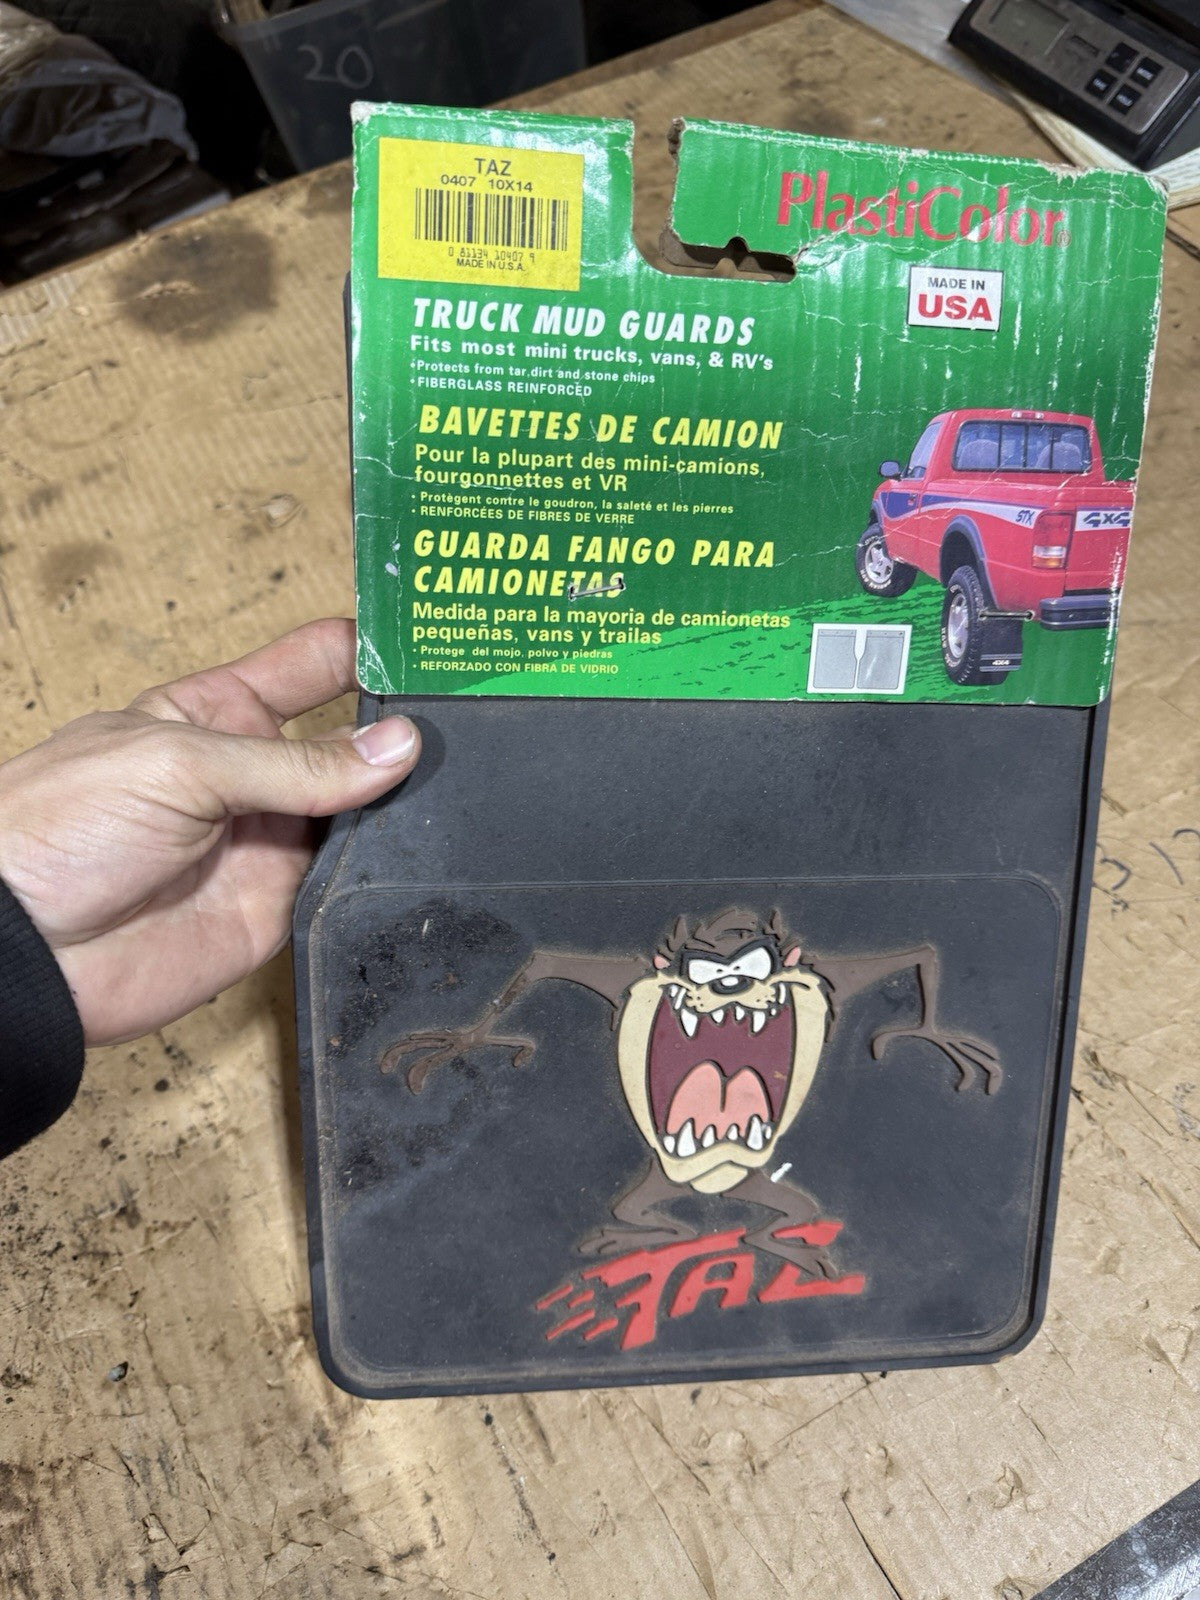 20
TAZ
0407 10X14
0 81134 10407 9
MADE IN U.S.A.
PlastiColor®
MADE IN
USA
TRUCK MUD GUARDS
Fits most mini trucks, vans, & RV's
•Protects from tar,dirt and stone chips
•FIBERGLASS REINFORCED
BAVETTES DE CAMION
Pour la plupart des mini-camions,
fourgonnettes et VR
• Protègent contre le goudron, la saleté et les pierres
• RENFORCÉES DE FIBRES DE VERRE
GUARDA FANGO PARA
CAMIONETAS
Medida para la mayoria de camionetas
pequeñas, vans y trailas
• Protege del mojo, polvo y piedras
• REFORZADO CON FIBRA DE VIDRIO
STX
4x4
4X4
TAZ